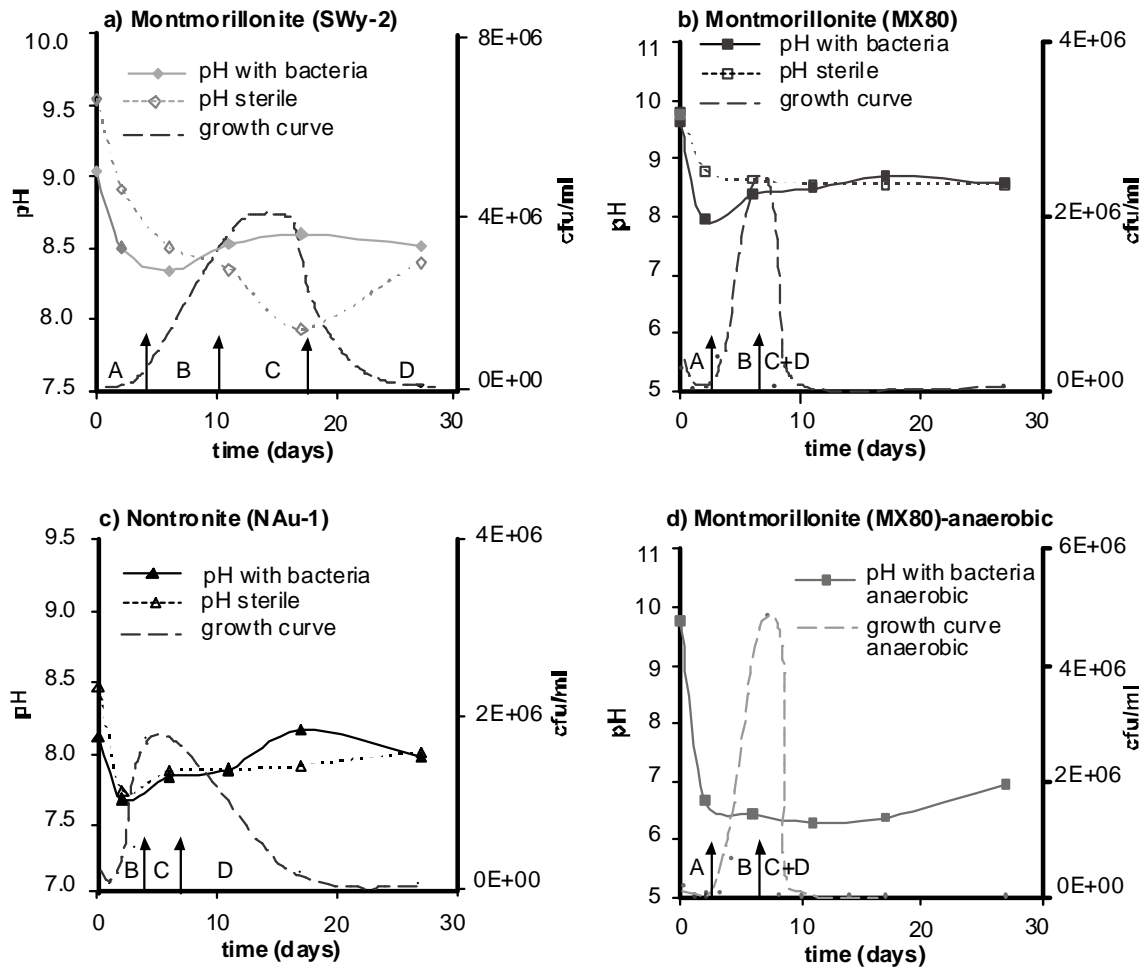 a) Montmorillonite (SWy-2)
10.0
9.5
9.0
8.5
8.0
7.5
pH
pH with bacteria
pH sterile
growth curve
8E+06
4E+06
0E+00
cfu/ml
A B C D
0 10 20 30
time (days)
b) Montmorillonite (MX80)
11
10
9
8
7
6
5
pH
pH with bacteria
pH sterile
growth curve
4E+06
2E+06
0E+00
cfu/ml
A B C+D
0 10 20 30
time (days)
c) Nontronite (NAu-1)
9.5
9.0
8.5
8.0
7.5
7.0
pH
pH with bacteria
pH sterile
growth curve
4E+06
2E+06
0E+00
cfu/ml
B C D
0 10 20 30
time (days)
d) Montmorillonite (MX80)-anaerobic
11
10
9
8
7
6
5
pH
pH with bacteria
anaerobic
growth curve
anaerobic
6E+06
4E+06
2E+06
0E+00
cfu/ml
A B C+D
0 10 20 30
time (days)